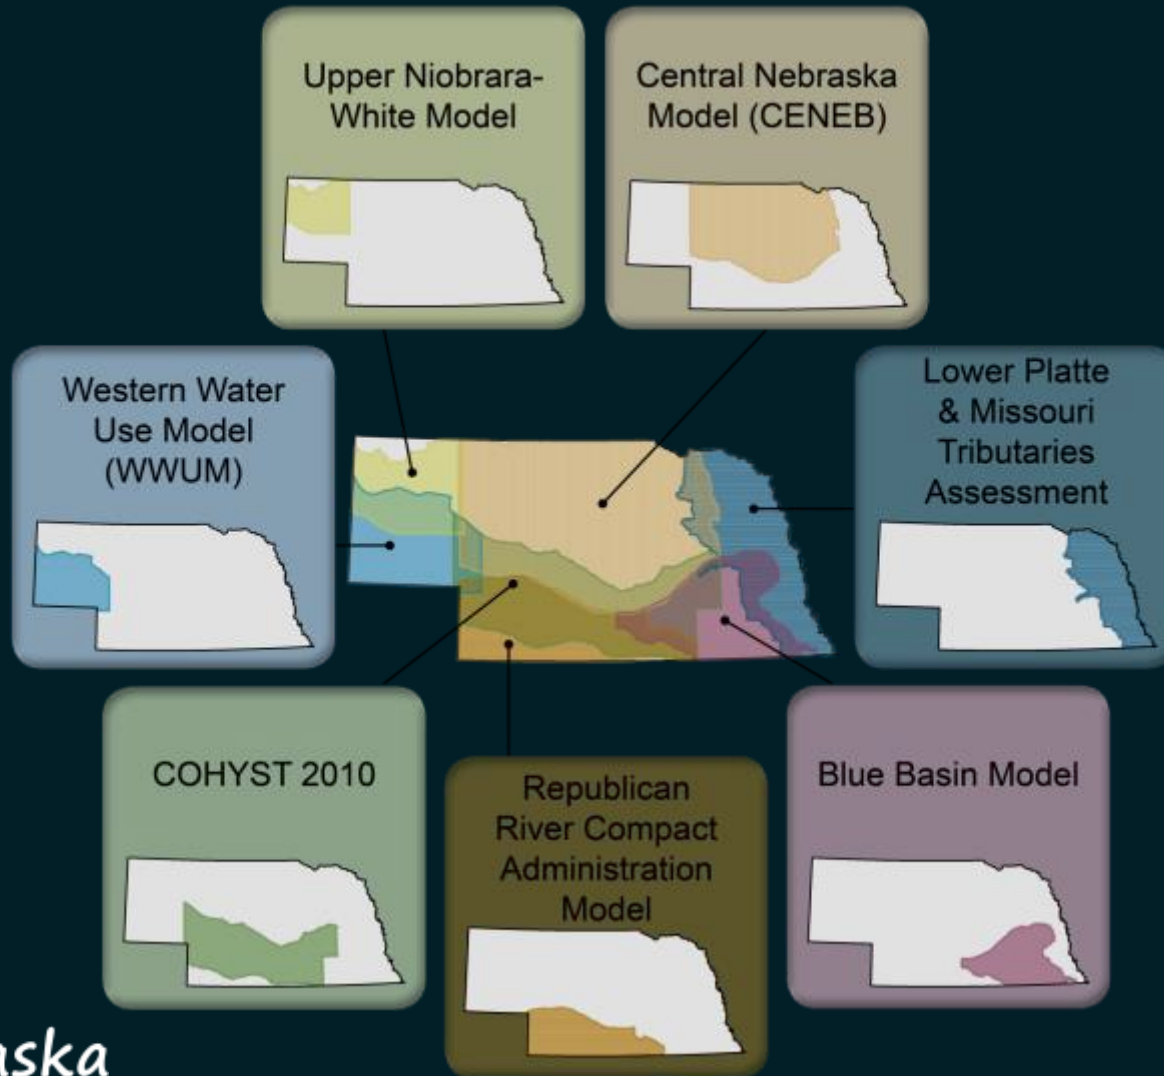 Upper Niobrara-
White Model
Central Nebraska
Model (CENEB)
Western Water
Use Model
(WWUM)
Lower Platte
& Missouri
Tributaries
Assessment
COHYST 2010
Republican
River Compact
Administration
Model
Blue Basin Model
aska